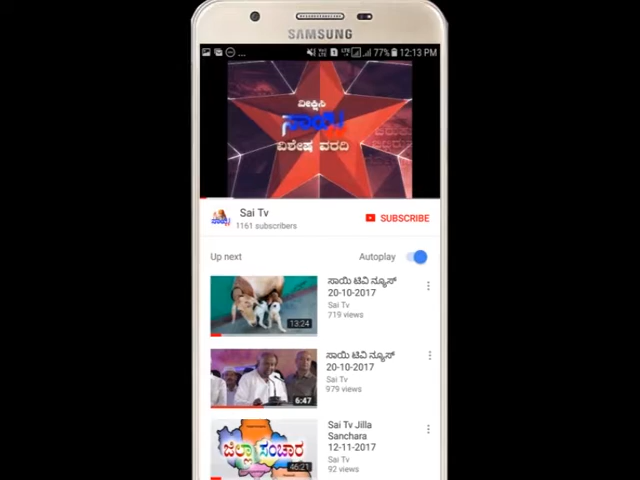 SAMSUNG
... LTE 77% 12:13 PM
ವೀಕ್ಷಿಸಿ
ಸಾಯಿ
ವಿಶೇಷ ವರದಿ
Sai Tv
1161 subscribers
SUBSCRIBE
Up next
Autoplay
ಸಾಯಿ ಟಿವಿ ನ್ಯೂಸ್
20-10-2017
Sai Tv
719 views
13:24
ಸಾಯಿ ಟಿವಿ ನ್ಯೂಸ್
20-10-2017
Sai Tv
979 views
6:47
Sai Tv Jilla
Sanchara
12-11-2017
Sai Tv
92 views
ಜಿಲ್ಲಾ ಸಂಚಾರ
46:21